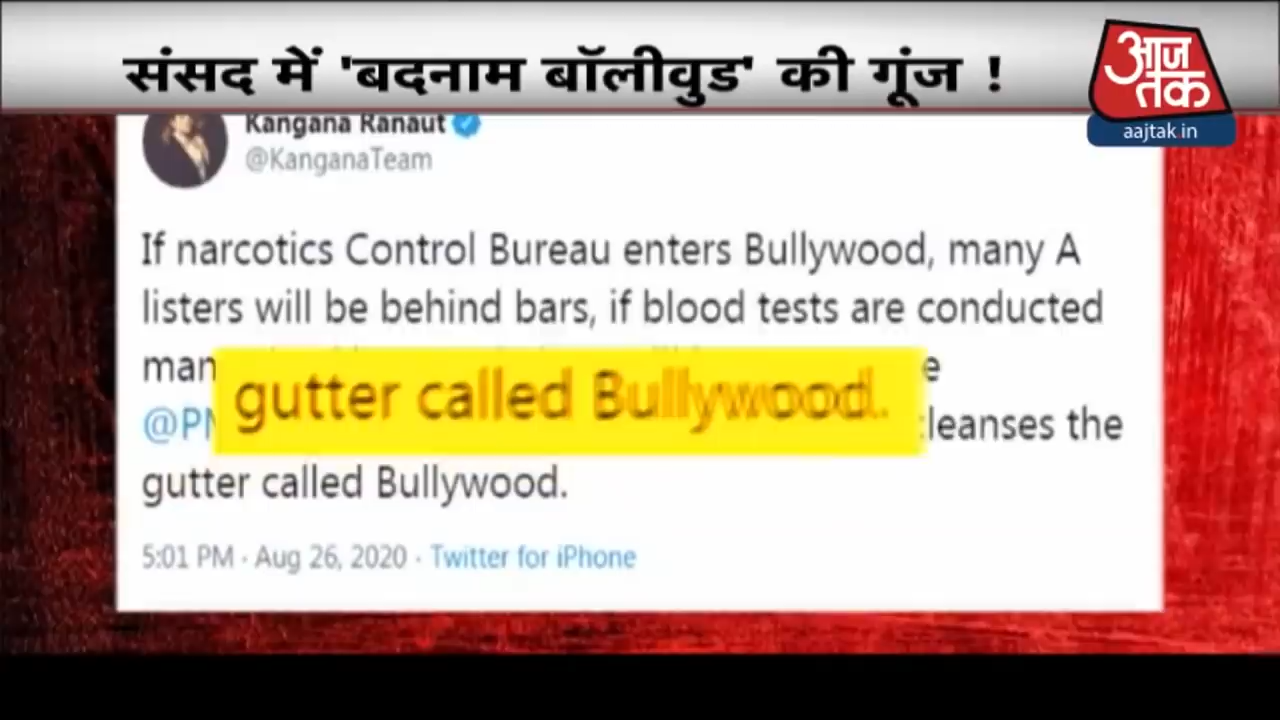 संसद में 'बदनाम बॉलीवुड' की गूंज !
आज
तक
aajtak.in
Kangana Ranaut
@KanganaTeam
If narcotics Control Bureau enters Bullywood, many A
listers will be behind bars, if blood tests are conducted
gutter called Bullywood.
cleanses the
gutter called Bullywood.
5:01 PM · Aug 26, 2020 · Twitter for iPhone